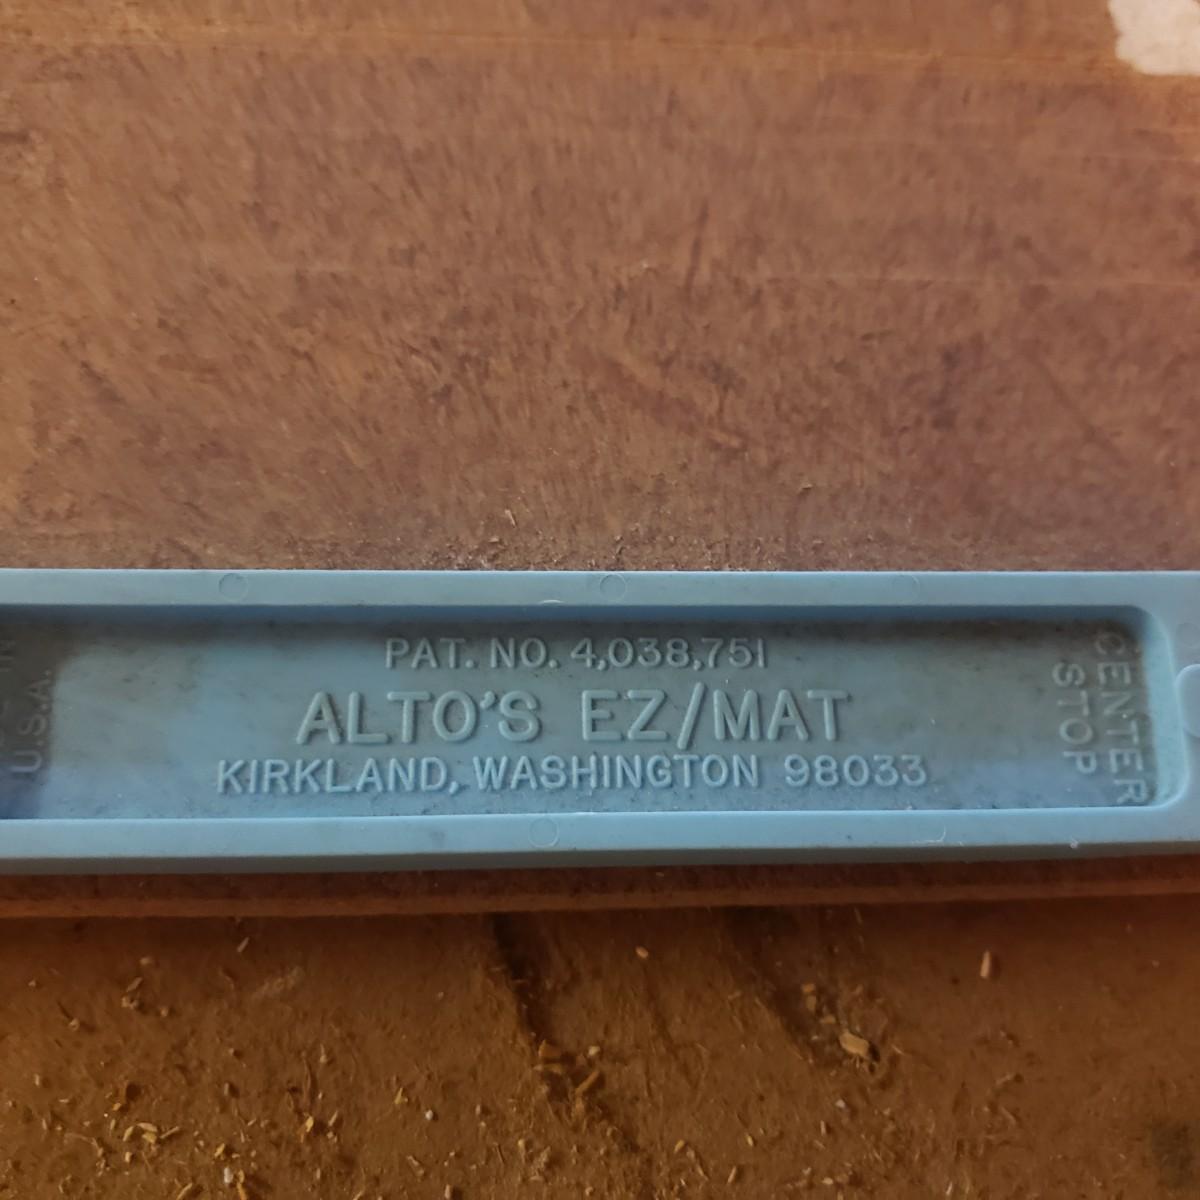 U.S.A.
PAT. NO. 4,038,751
ALTO'S EZ/MAT
KIRKLAND, WASHINGTON 98033
CENTER
STOP